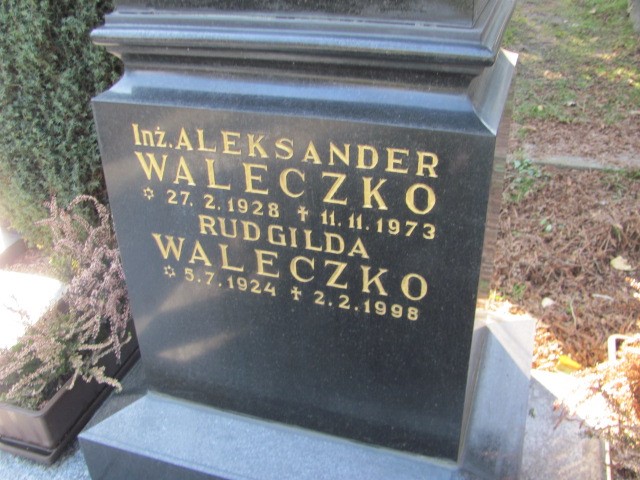 Inż. ALEKSANDER
WALECZKO
✡ 27. 2. 1928 ✝ 11. 11. 1973
RUDGILDA
WALECZKO
✡ 5. 7. 1924 ✝ 2. 2. 1998